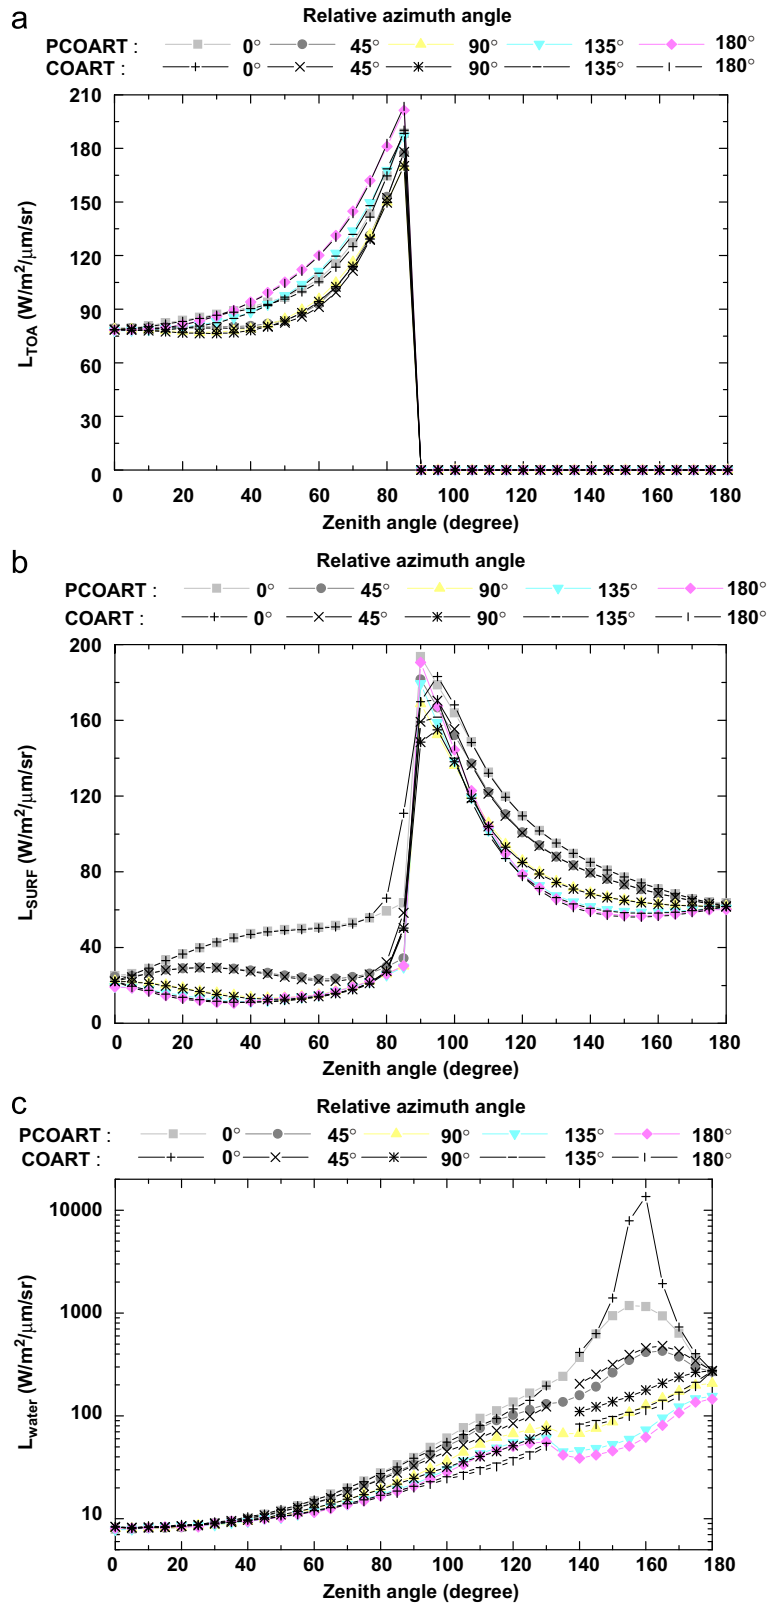 a
Relative azimuth angle
PCOART : 0° 45° 90° 135° 180°
COART : 0° 45° 90° 135° 180°
210
180
150
120
90
60
30
0
L_TOA (W/m²/μm/sr)
0 20 40 60 80 100 120 140 160 180
Zenith angle (degree)
b
Relative azimuth angle
PCOART : 0° 45° 90° 135° 180°
COART : 0° 45° 90° 135° 180°
200
160
120
80
40
0
L_SURF (W/m²/μm/sr)
0 20 40 60 80 100 120 140 160 180
Zenith angle (degree)
c
Relative azimuth angle
PCOART : 0° 45° 90° 135° 180°
COART : 0° 45° 90° 135° 180°
10000
1000
100
10
L_water (W/m²/μm/sr)
0 20 40 60 80 100 120 140 160 180
Zenith angle (degree)